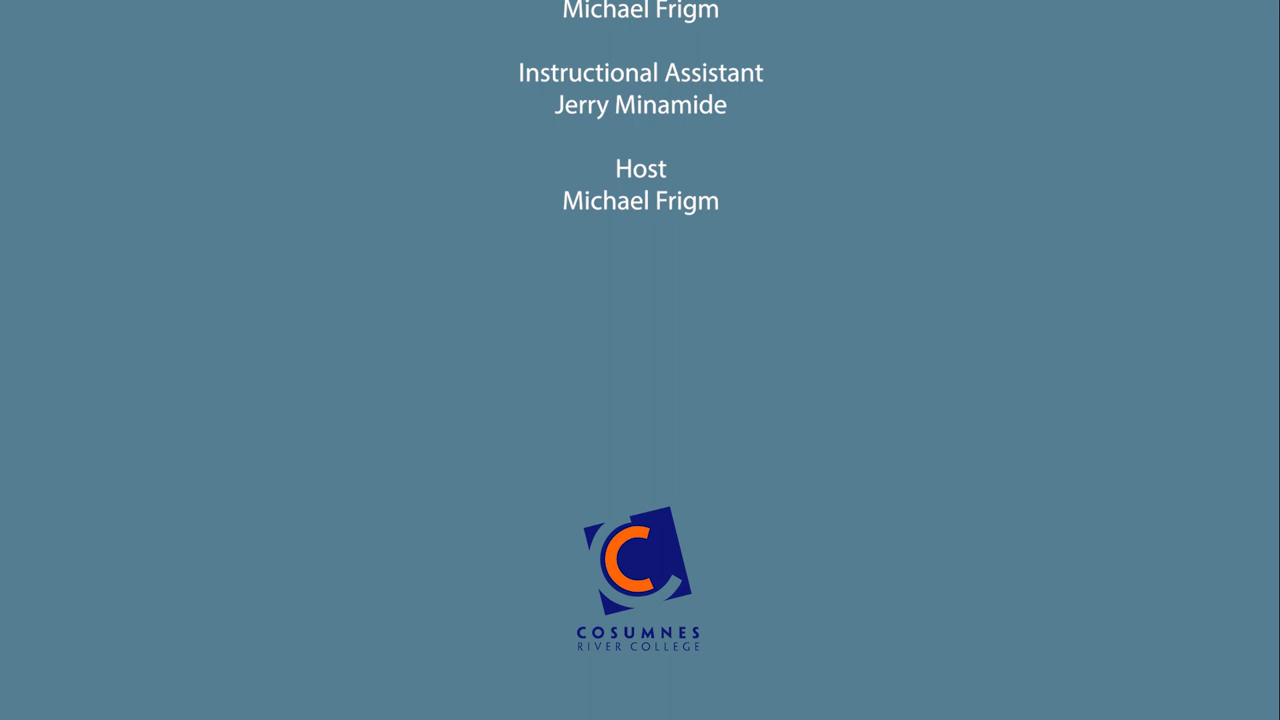 Michael Frigm
Instructional Assistant
Jerry Minamide
Host
Michael Frigm
C
COSUMNES
RIVER COLLEGE